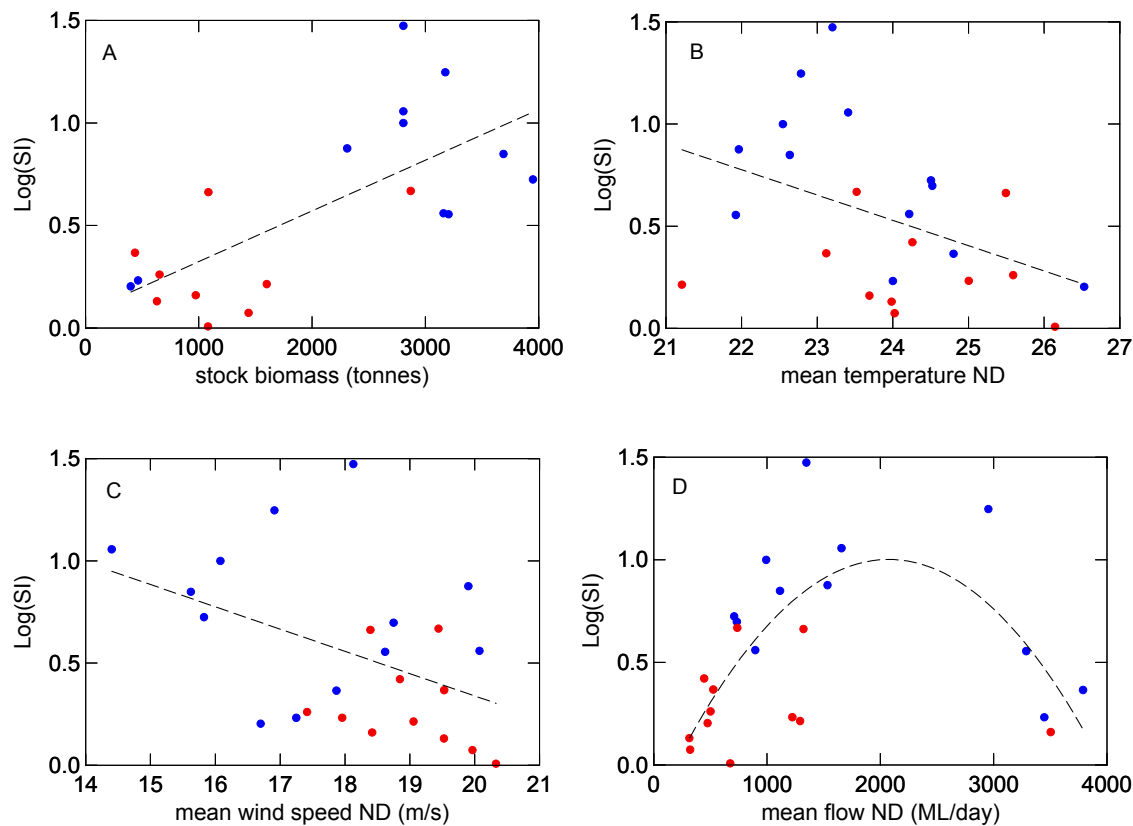 1.5
1.0
0.5
0.0
Log(SI)
A
0 1000 2000 3000 4000
stock biomass (tonnes)
1.5
1.0
0.5
0.0
Log(SI)
B
21 22 23 24 25 26 27
mean temperature ND
1.5
1.0
0.5
0.0
Log(SI)
C
14 15 16 17 18 19 20 21
mean wind speed ND (m/s)
1.5
1.0
0.5
0.0
Log(SI)
D
0 1000 2000 3000 4000
mean flow ND (ML/day)